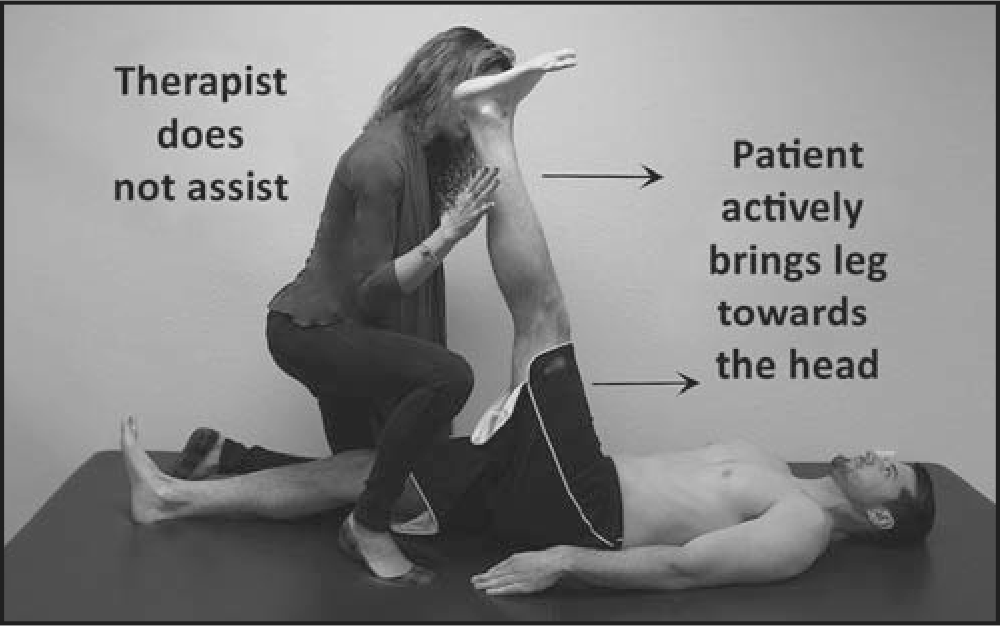 Therapist
does
not assist
Patient
actively
brings leg
towards
the head